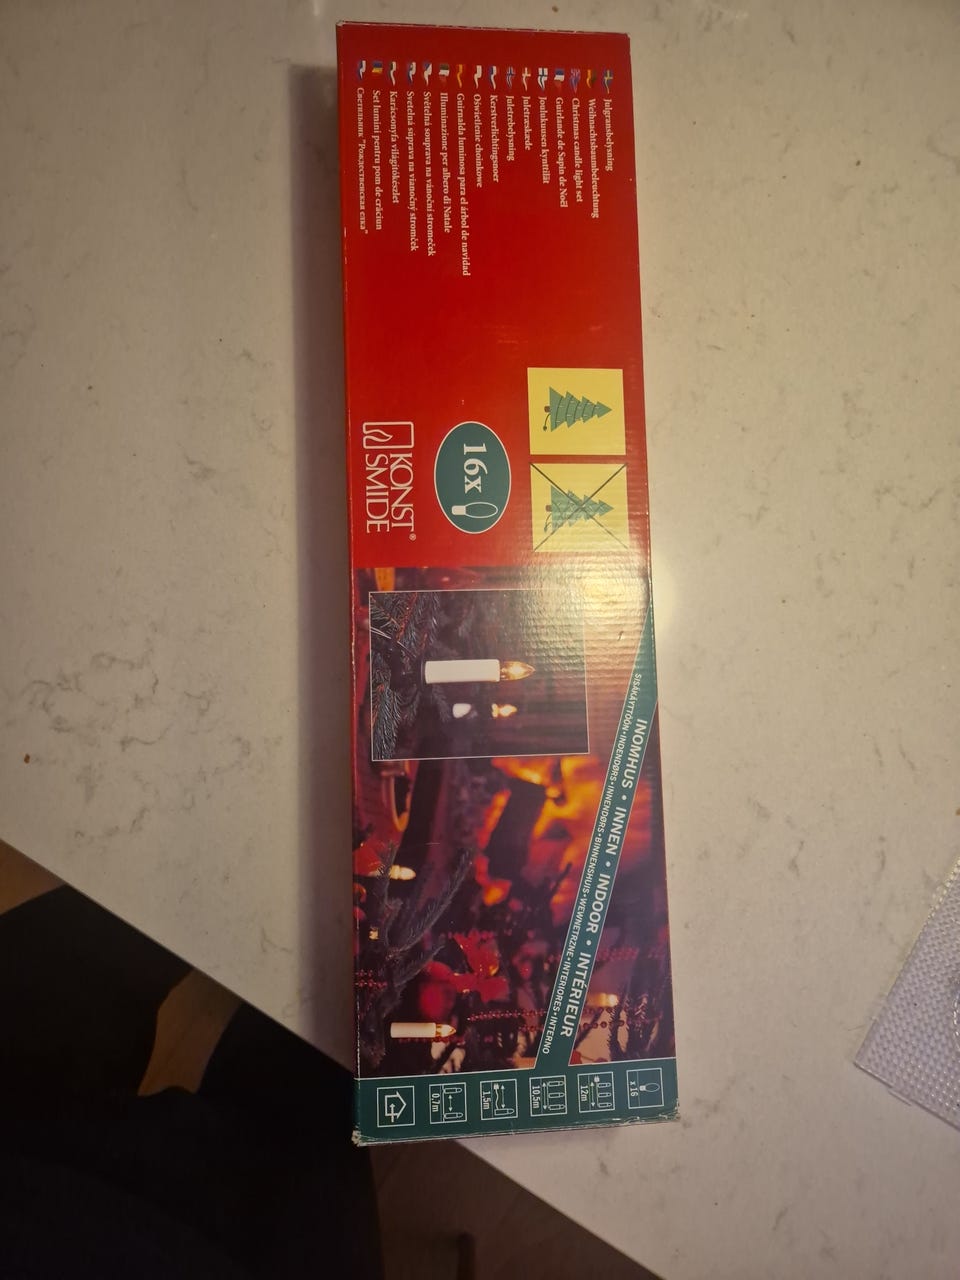 Julgransbelysning
Weihnachtsbaumbeleuchtung
Christmas candle light set
Guirlande de Sapin de Noël
Joulukuusen kynttilät
Juletræskæde
Juletrebelysning
Kerstverlichtingsnoer
Oświetlenie choinkowe
Guirnalda luminosa para el árbol de navidad
Illuminazione per albero di Natale
Světelná souprava na vánoční stromeček
Svetelná súprava na vianočný stromček
Karácsonyfa világítókészlet
Set lumini pentru pom de crăciun
Светильник "Рождественская елка"
16x
KONST
SMIDE®
INOMHUS • INNEN • INDOOR • INTÉRIEUR
SISÄKÄYTTÖÖN•INDENDØRS•INNENDØRS•BINNENSHUIS•WEWNĘTRZNE•INTERIORES•INTERNO
x 16
12m
10,5m
1,5m
0,7m